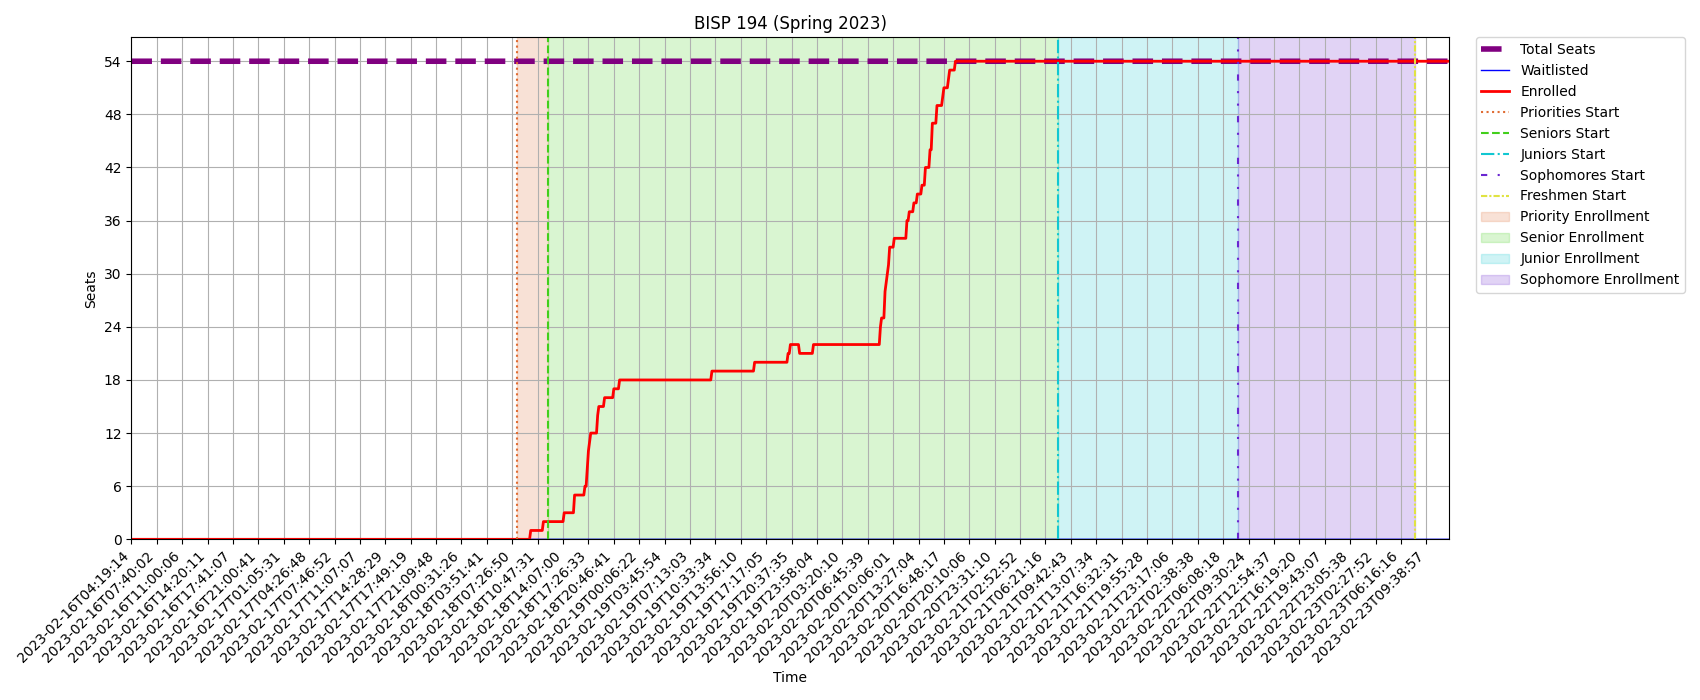 BISP 194 (Spring 2023)
Seats
54
48
42
36
30
24
18
12
6
0
2023-02-16T04:19:14
2023-02-16T07:40:02
2023-02-16T11:00:06
2023-02-16T14:20:11
2023-02-16T17:41:07
2023-02-16T21:00:41
2023-02-17T01:05:31
2023-02-17T04:26:48
2023-02-17T07:46:52
2023-02-17T11:07:07
2023-02-17T14:28:29
2023-02-17T17:49:19
2023-02-17T21:09:48
2023-02-18T00:31:26
2023-02-18T03:51:41
2023-02-18T07:26:50
2023-02-18T10:47:31
2023-02-18T14:07:00
2023-02-18T17:26:33
2023-02-18T20:46:41
2023-02-19T00:06:22
2023-02-19T03:45:54
2023-02-19T07:13:03
2023-02-19T10:33:34
2023-02-19T13:56:10
2023-02-19T17:17:05
2023-02-19T20:37:35
2023-02-19T23:58:04
2023-02-20T03:20:10
2023-02-20T06:45:39
2023-02-20T10:06:01
2023-02-20T13:27:04
2023-02-20T16:48:17
2023-02-20T20:10:06
2023-02-20T23:31:10
2023-02-21T02:52:52
2023-02-21T06:21:16
2023-02-21T09:42:43
2023-02-21T13:07:34
2023-02-21T16:32:31
2023-02-21T19:55:28
2023-02-21T23:17:06
2023-02-22T02:38:38
2023-02-22T06:08:18
2023-02-22T09:30:24
2023-02-22T12:54:37
2023-02-22T16:19:20
2023-02-22T19:43:07
2023-02-22T23:05:38
2023-02-23T02:27:52
2023-02-23T06:16:16
2023-02-23T09:38:57
Time
Total Seats
Waitlisted
Enrolled
Priorities Start
Seniors Start
Juniors Start
Sophomores Start
Freshmen Start
Priority Enrollment
Senior Enrollment
Junior Enrollment
Sophomore Enrollment